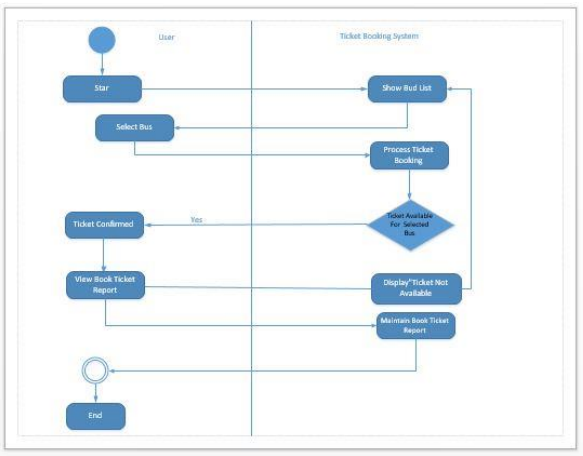 User
Ticket Booking System
Star
Show Bud List
Select Bus
Process Ticket
Booking
Ticket Available
For Selected
Bus
Yes
Ticket Confirmed
View Book Ticket
Report
Display"Ticket Not
Available
Maintain Book Ticket
Report
End